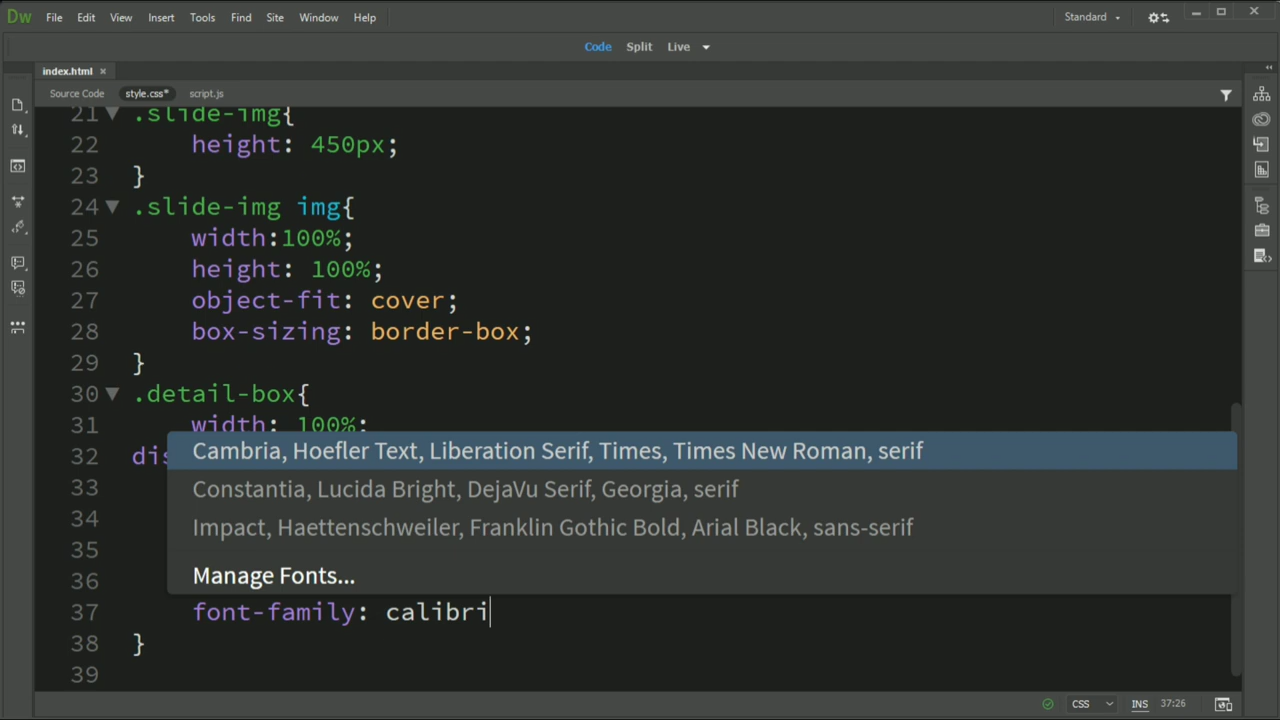 Dw File Edit View Insert Tools Find Site Window Help Standard
Code Split Live
index.html ×
Source Code style.css* script.js
21 .slide-img{
22 height: 450px;
23 }
24 .slide-img img{
25 width:100%;
26 height: 100%;
27 object-fit: cover;
28 box-sizing: border-box;
29 }
30 .detail-box{
31 width: 100%;
Cambria, Hoefler Text, Liberation Serif, Times, Times New Roman, serif
32 dis
33 Constantia, Lucida Bright, DejaVu Serif, Georgia, serif
34 Impact, Haettenschweiler, Franklin Gothic Bold, Arial Black, sans-serif
35
36 Manage Fonts...
37 font-family: calibri
38 }
39
CSS INS 37:26